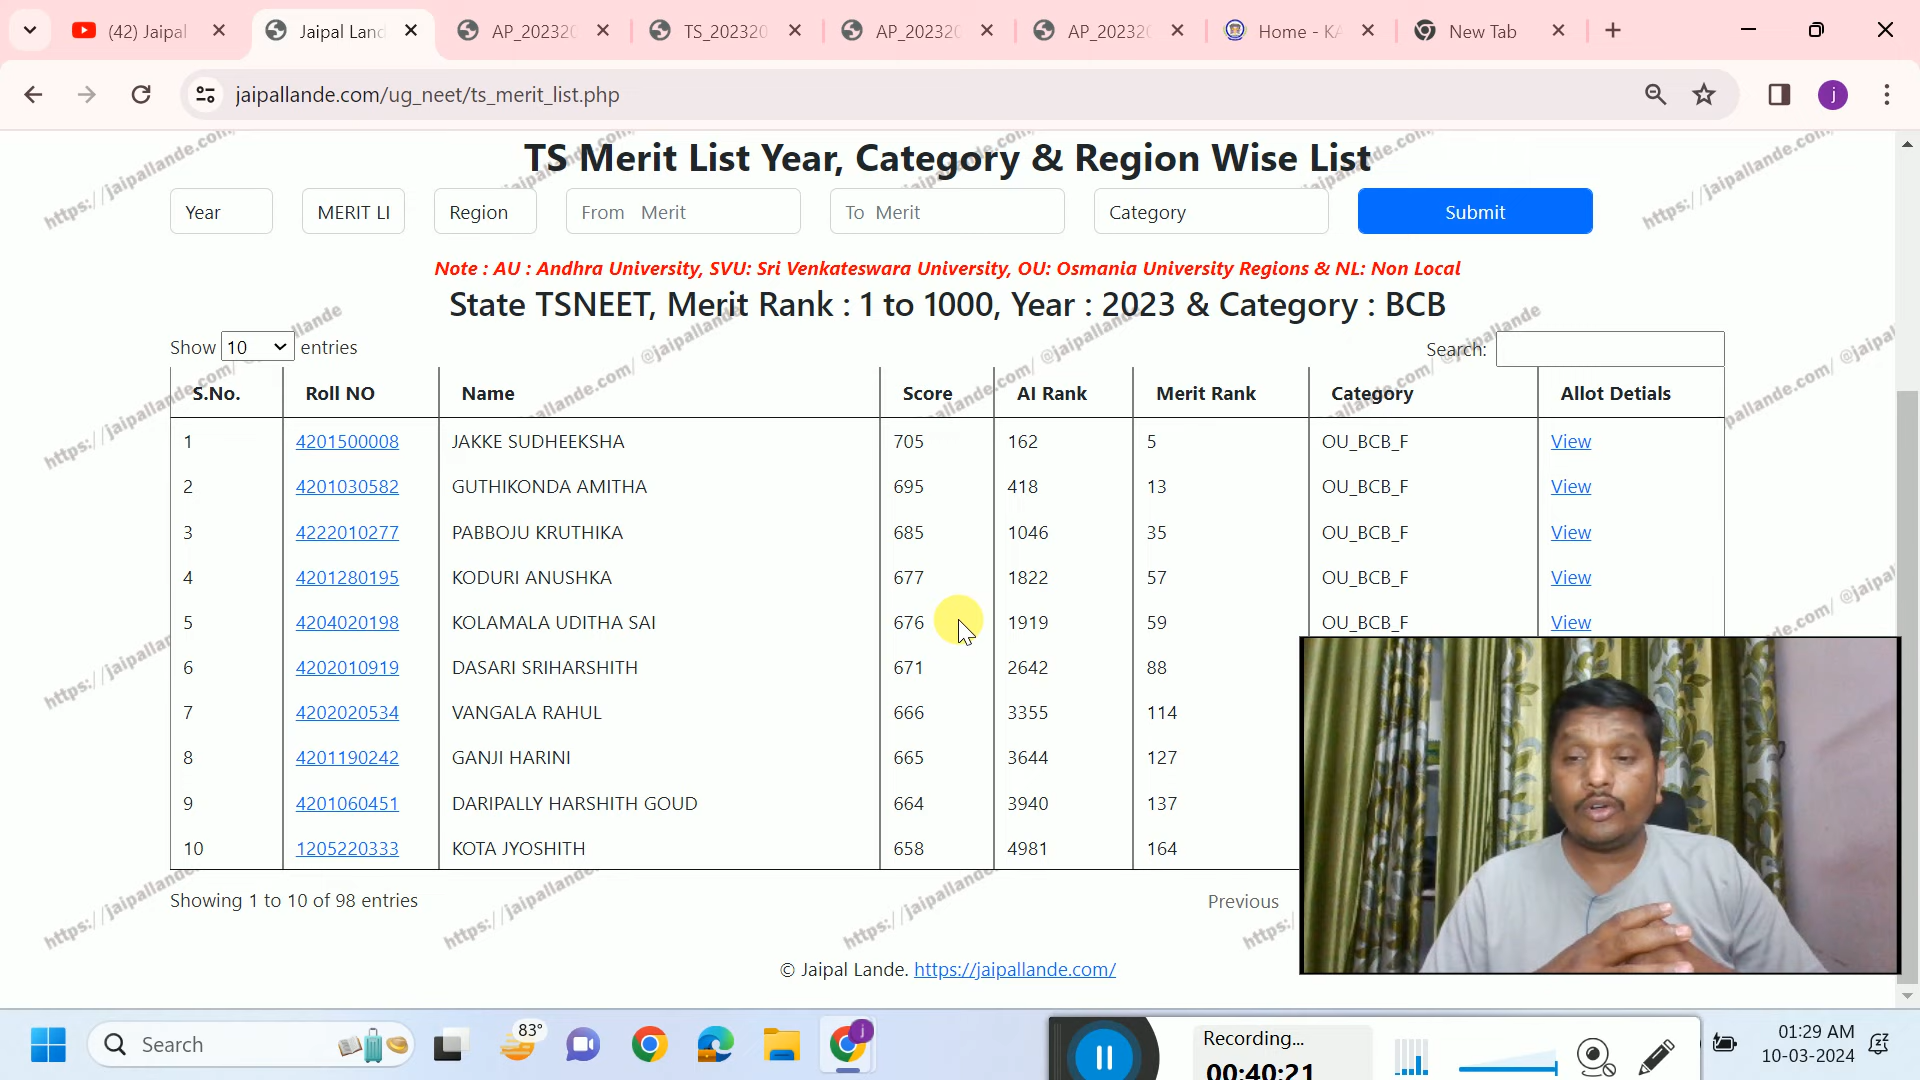 (42) Jaipal
Jaipal Land
AP_20232
TS_202320
AP_20232
AP_20232
Home - KA
New Tab
jaipallande.com/ug_neet/ts_merit_list.php
TS Merit List Year, Category & Region Wise List
Year MERIT LI Region From Merit To Merit Category Submit
Note : AU : Andhra University, SVU: Sri Venkateswara University, OU: Osmania University Regions & NL: Non Local
State TSNEET, Merit Rank : 1 to 1000, Year : 2023 & Category : BCB
Show 10 entries Search:
S.No. Roll NO Name Score AI Rank Merit Rank Category Allot Detials
1 4201500008 JAKKE SUDHEEKSHA 705 162 5 OU_BCB_F View
2 4201030582 GUTHIKONDA AMITHA 695 418 13 OU_BCB_F View
3 4222010277 PABBOJU KRUTHIKA 685 1046 35 OU_BCB_F View
4 4201280195 KODURI ANUSHKA 677 1822 57 OU_BCB_F View
5 4204020198 KOLAMALA UDITHA SAI 676 1919 59 OU_BCB_F View
6 4202010919 DASARI SRIHARSHITH 671 2642 88
7 4202020534 VANGALA RAHUL 666 3355 114
8 4201190242 GANJI HARINI 665 3644 127
9 4201060451 DARIPALLY HARSHITH GOUD 664 3940 137
10 1205220333 KOTA JYOSHITH 658 4981 164
Showing 1 to 10 of 98 entries Previous
© Jaipal Lande. https://jaipallande.com/
Search
83°
Recording...
00:40:21
01:29 AM
10-03-2024